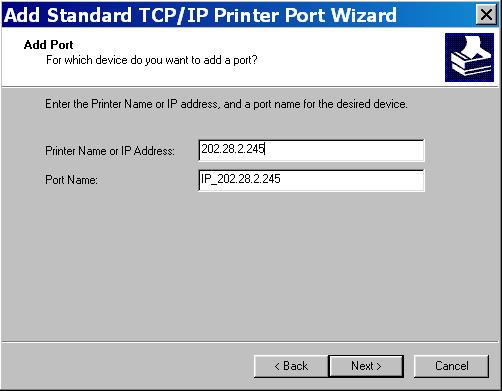 Add Standard TCP/IP Printer Port Wizard
Add Port
For which device do you want to add a port?
Enter the Printer Name or IP address, and a port name for the desired device.
Printer Name or IP Address: 202.28.2.245
Port Name: IP_202.28.2.245
< Back Next > Cancel